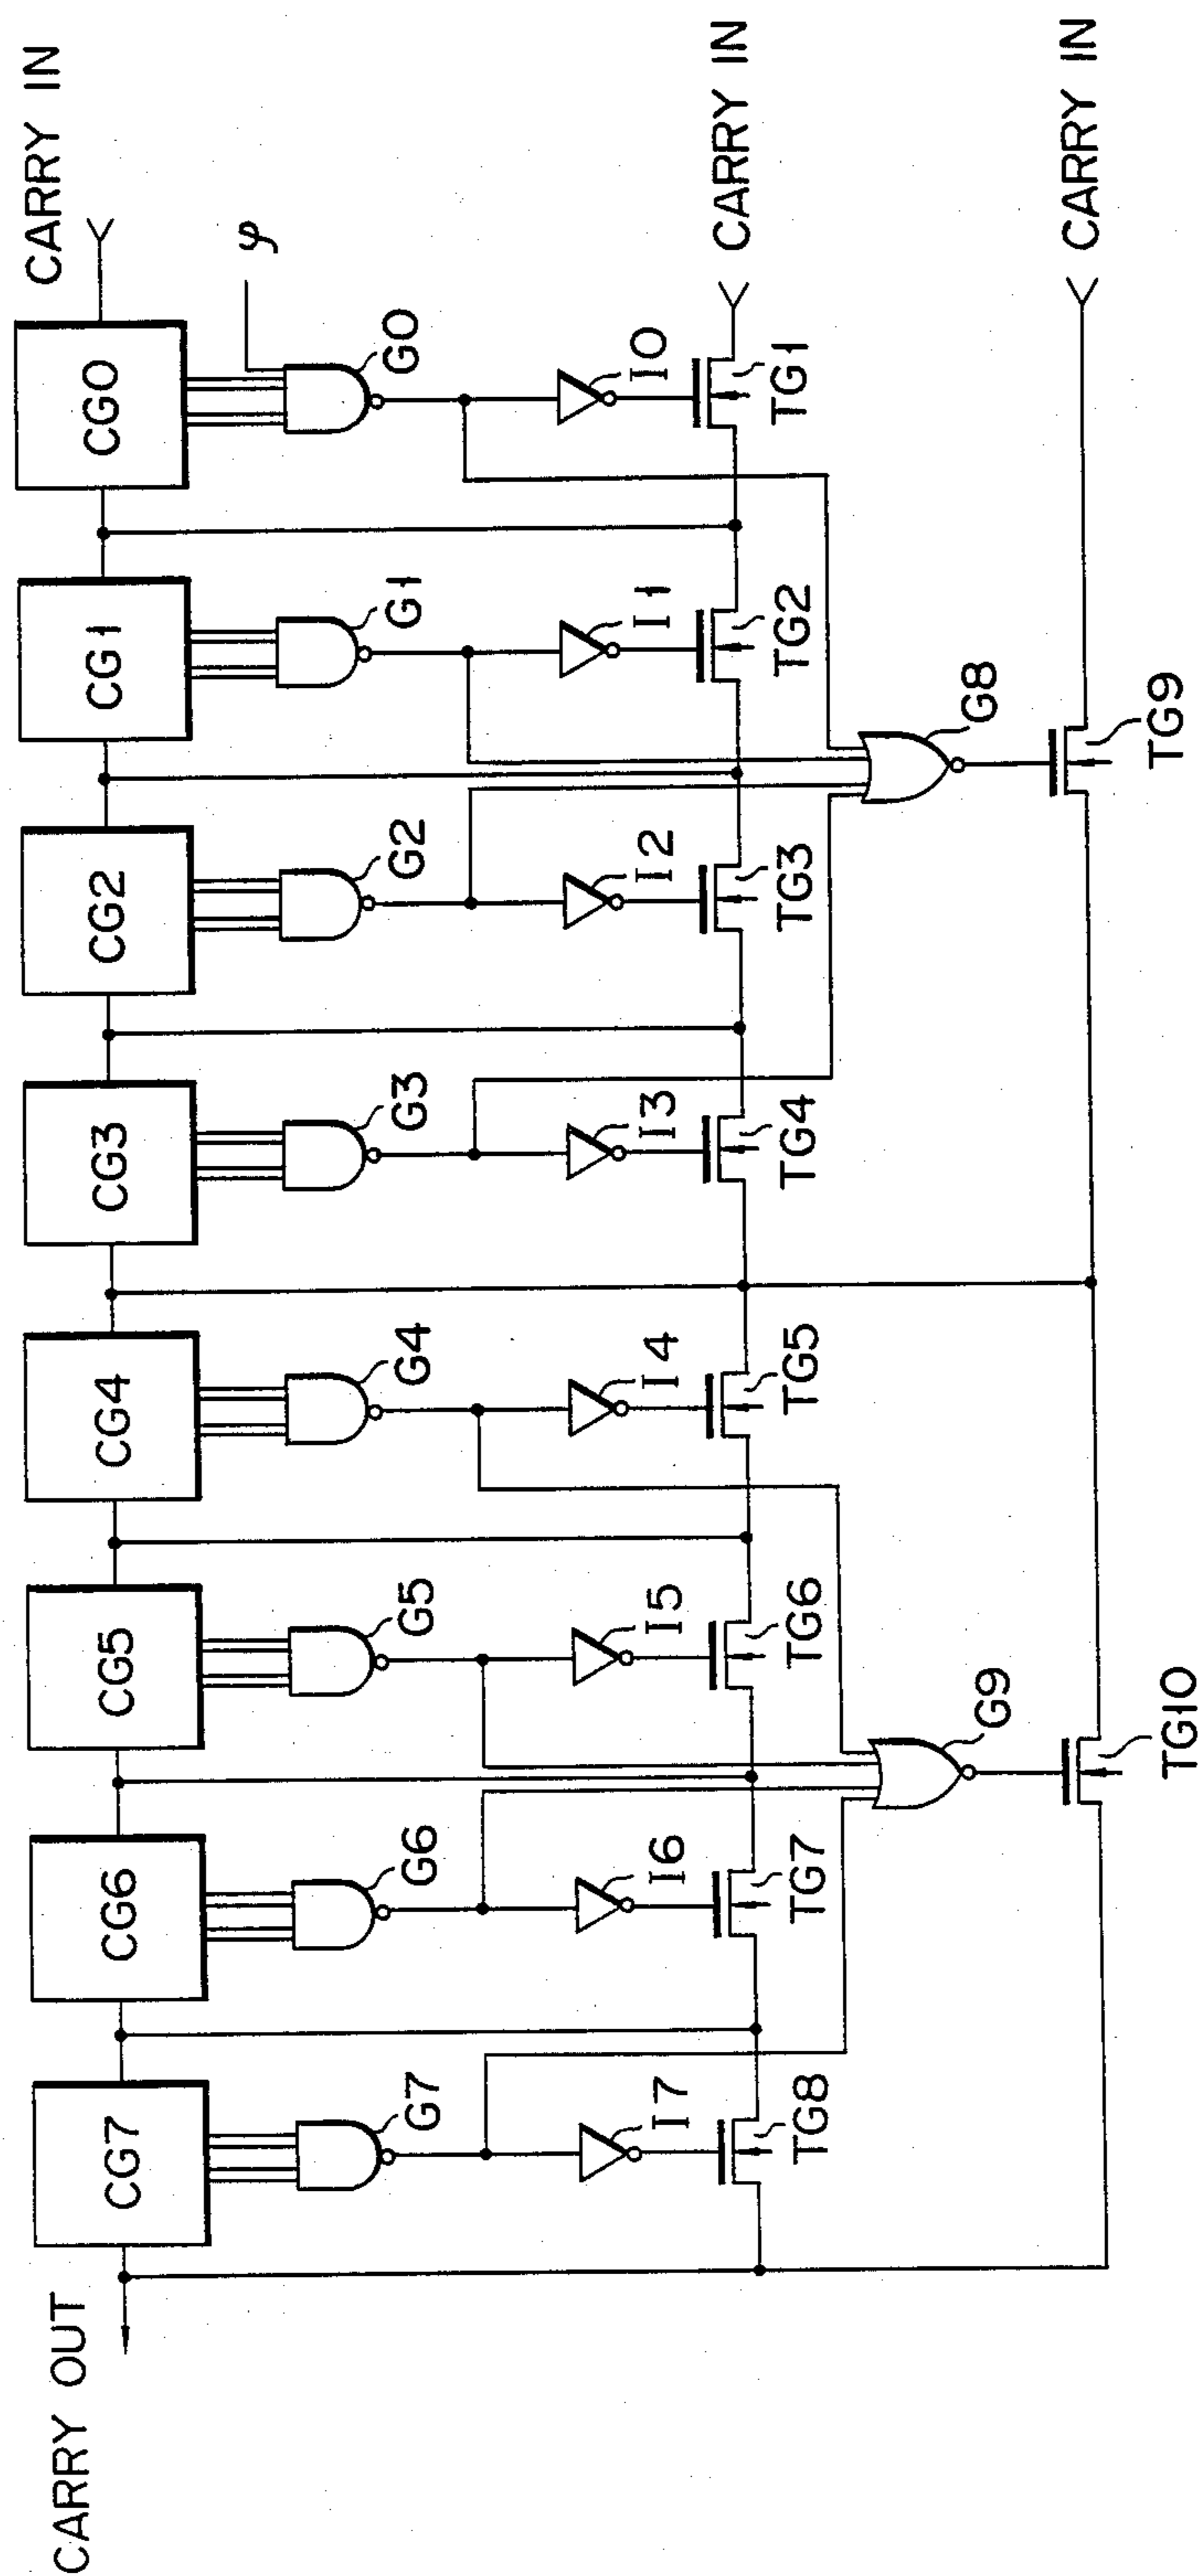 CARRY OUT
CARRY IN
CG7
CG6
CG5
CG4
CG3
CG2
CG1
CG0
φ
G7
G6
G5
G4
G3
G2
G1
G0
I7
I6
I5
I4
I3
I2
I1
I0
CARRY IN
TG8
TG7
TG6
TG5
TG4
TG3
TG2
TG1
G9
G8
CARRY IN
TG10
TG9